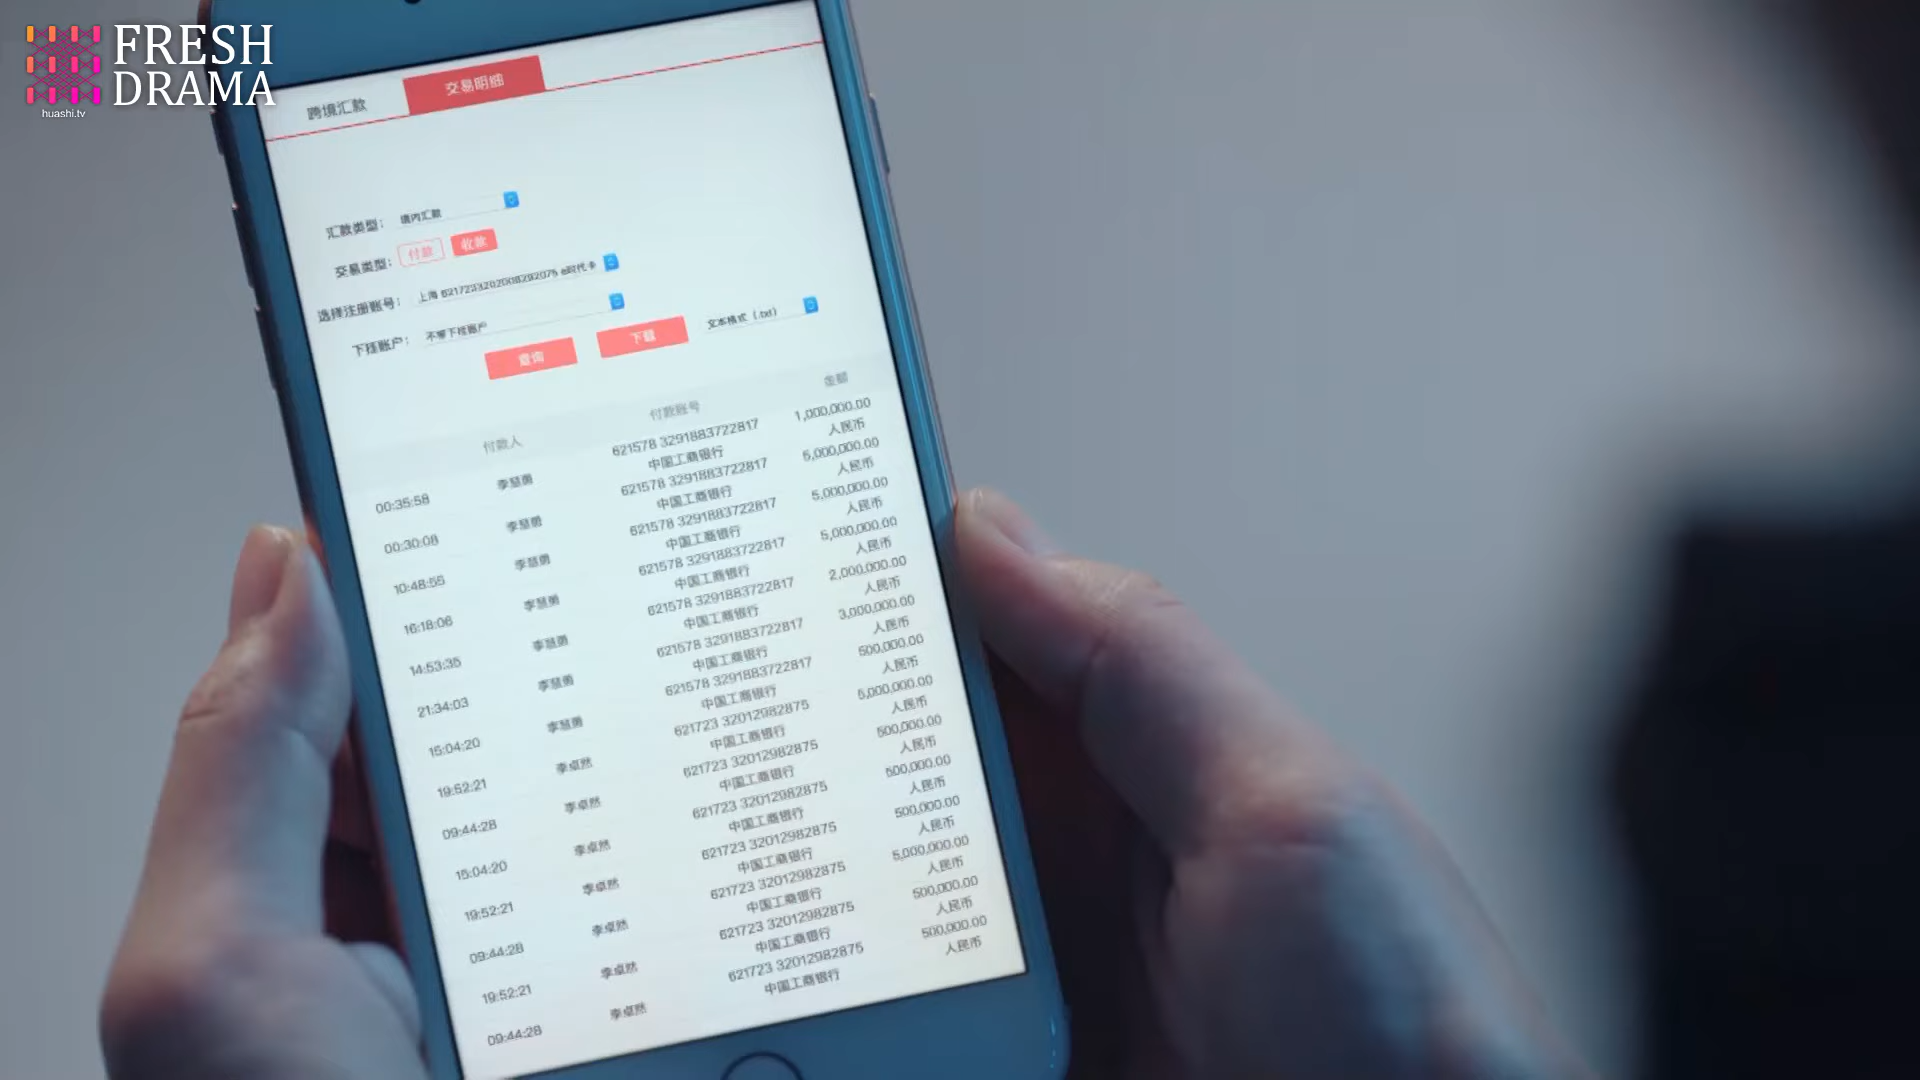 FRESH
DRAMA
huashi.tv
跨境汇款 交易明细
汇款类型： 境内汇款
交易类型： 付款 收款
选择注册账号： 上海 6217233202008292075 e时代卡
下挂账户： 不带下挂账户
查询 下载 文本格式（.txt）
付款人 付款账号 金额
00:35:58 李慧勇 621578 3291883722817 1,000,000.00
中国工商银行 人民币
00:30:08 李慧勇 621578 3291883722817 5,000,000.00
中国工商银行 人民币
10:48:55 李慧勇 621578 3291883722817 5,000,000.00
中国工商银行 人民币
16:18:06 李慧勇 621578 3291883722817 5,000,000.00
中国工商银行 人民币
14:53:35 李慧勇 621578 3291883722817 2,000,000.00
中国工商银行 人民币
21:34:03 李慧勇 621578 3291883722817 3,000,000.00
中国工商银行 人民币
15:04:20 李慧勇 621578 3291883722817 500,000.00
中国工商银行 人民币
19:52:21 李卓然 621723 32012982875 5,000,000.00
中国工商银行 人民币
09:44:28 李卓然 621723 32012982875 500,000.00
中国工商银行 人民币
15:04:20 李卓然 621723 32012982875 500,000.00
中国工商银行 人民币
19:52:21 李卓然 621723 32012982875 500,000.00
中国工商银行 人民币
09:44:28 李卓然 621723 32012982875 5,000,000.00
中国工商银行 人民币
19:52:21 李卓然 621723 32012982875 500,000.00
中国工商银行 人民币
09:44:28 李卓然 621723 32012982875 500,000.00
中国工商银行 人民币